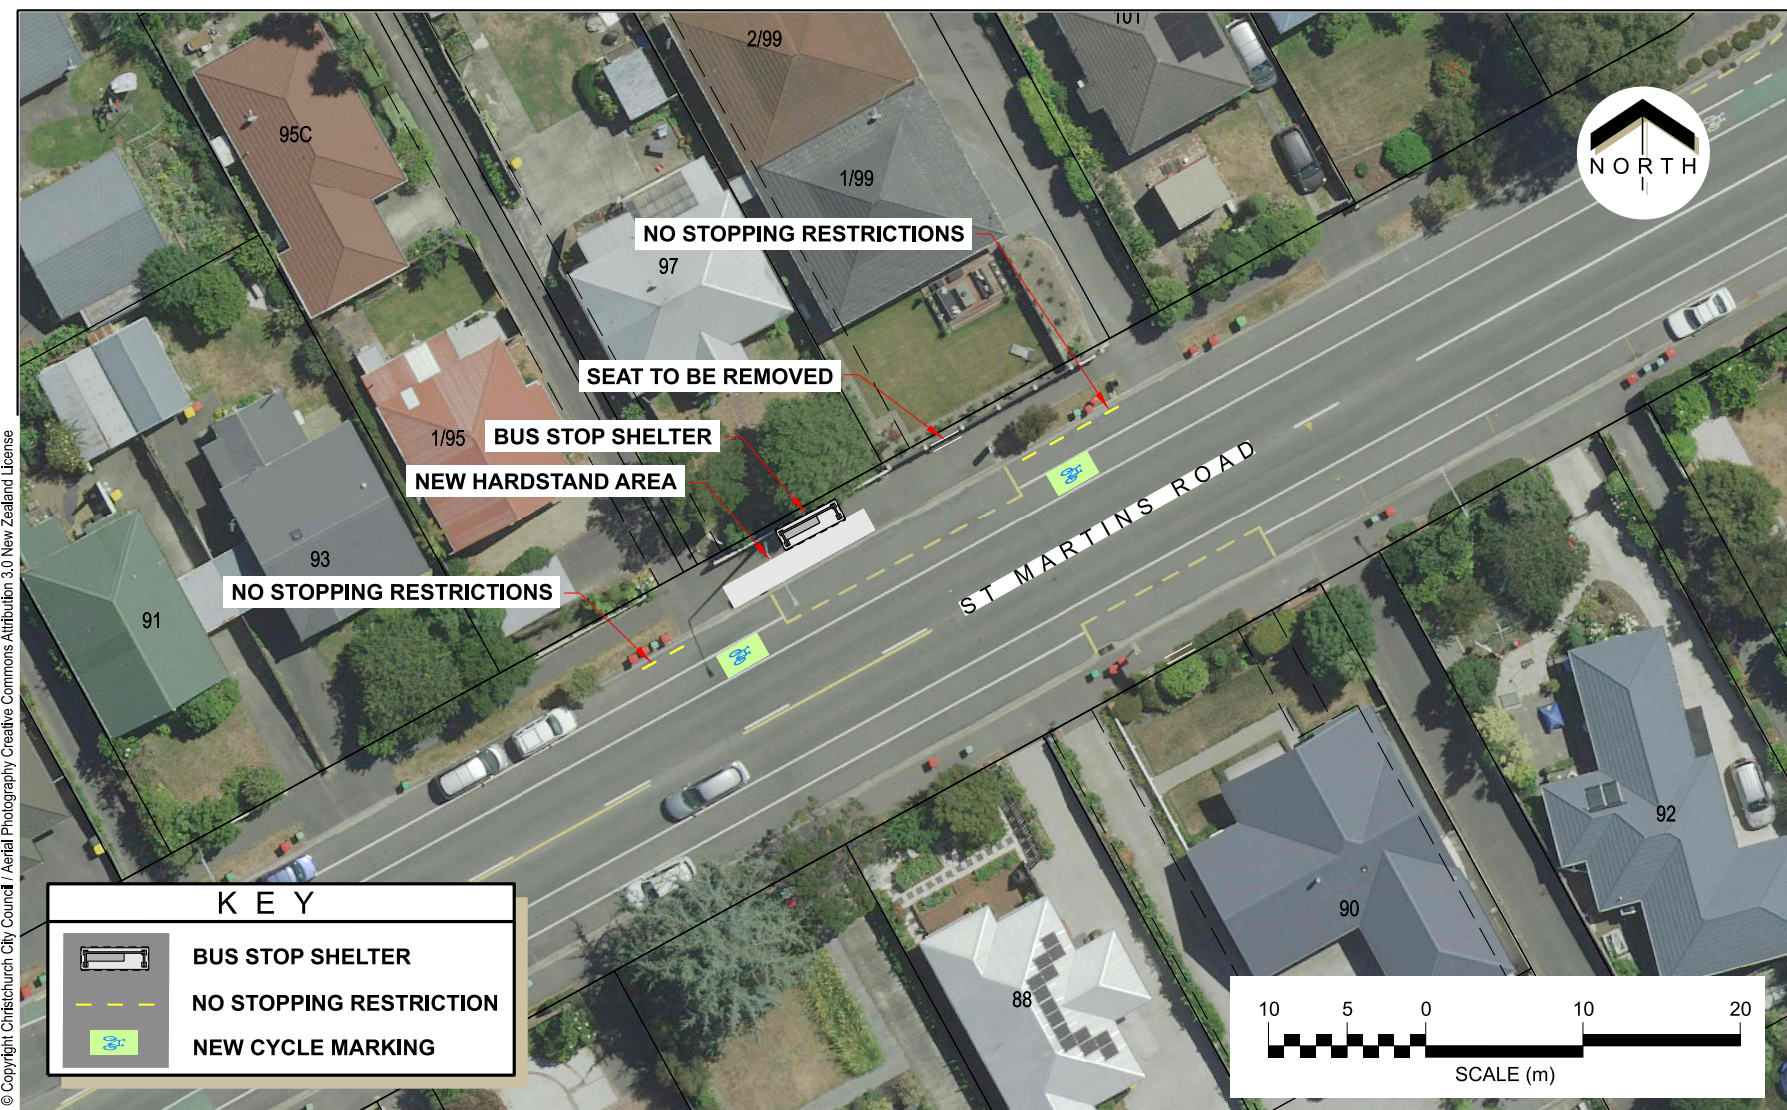 101
2/99
95C
1/99
NORTH
NO STOPPING RESTRICTIONS
97
SEAT TO BE REMOVED
1/95
BUS STOP SHELTER
NEW HARDSTAND AREA
ST MARTINS ROAD
93
NO STOPPING RESTRICTIONS
91
92
90
88
KEY
BUS STOP SHELTER
NO STOPPING RESTRICTION
NEW CYCLE MARKING
10 5 0 10 20
SCALE (m)
© Copyright Christchurch City Council / Aerial Photography Creative Commons Attribution 3.0 New Zealand License